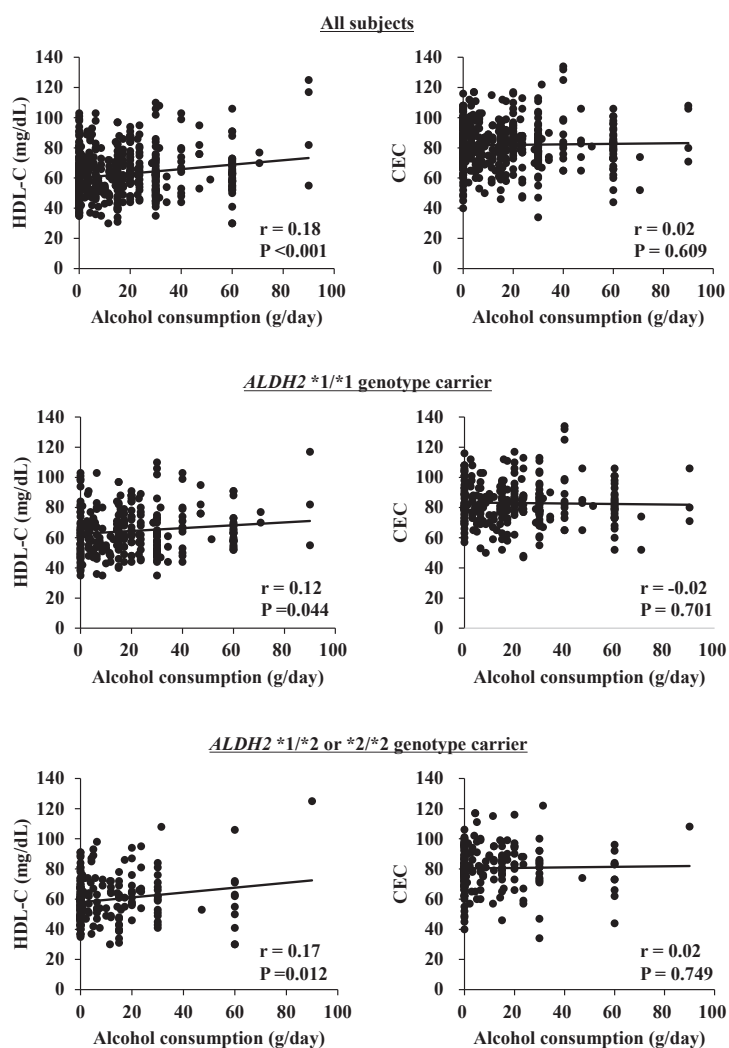 All subjects
HDL-C (mg/dL)
140
120
100
80
60
40
20
0
r = 0.18
P <0.001
0 20 40 60 80 100
Alcohol consumption (g/day)
CEC
140
120
100
80
60
40
20
0
r = 0.02
P = 0.609
0 20 40 60 80 100
Alcohol consumption (g/day)
ALDH2 *1/*1 genotype carrier
HDL-C (mg/dL)
140
120
100
80
60
40
20
0
r = 0.12
P =0.044
0 20 40 60 80 100
Alcohol consumption (g/day)
CEC
140
120
100
80
60
40
20
0
r = -0.02
P = 0.701
0 20 40 60 80 100
Alcohol consumption (g/day)
ALDH2 *1/*2 or *2/*2 genotype carrier
HDL-C (mg/dL)
140
120
100
80
60
40
20
0
r = 0.17
P =0.012
0 20 40 60 80 100
Alcohol consumption (g/day)
CEC
140
120
100
80
60
40
20
0
r = 0.02
P = 0.749
0 20 40 60 80 100
Alcohol consumption (g/day)